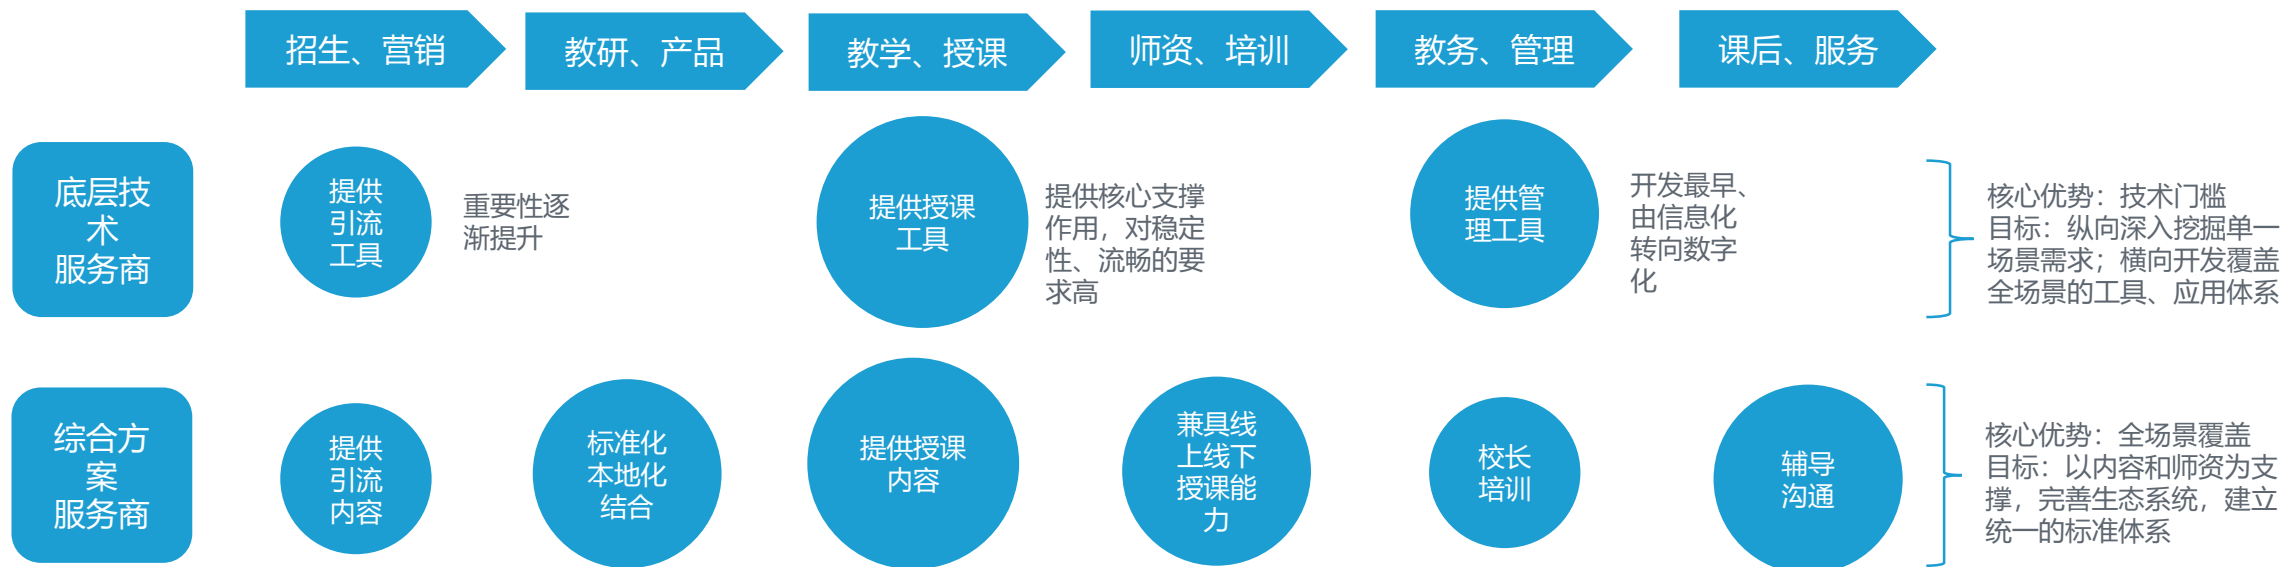 招生、营销
教研、产品
教学、授课
师资、培训
教务、管理
课后、服务
底层技
术
服务商
提供
引流
工具
重要性逐
渐提升
提供授课
工具
提供核心支撑
作用，对稳定
性、流畅的要
求高
提供管
理工具
开发最早、
由信息化
转向数字
化
核心优势：技术门槛
目标：纵向深入挖掘单一
场景需求；横向开发覆盖
全场景的工具、应用体系
综合方
案
服务商
提供
引流
内容
标准化
本地化
结合
提供授课
内容
兼具线
上线下
授课能
力
校长
培训
辅导
沟通
核心优势：全场景覆盖
目标：以内容和师资为支
撑，完善生态系统，建立
统一的标准体系